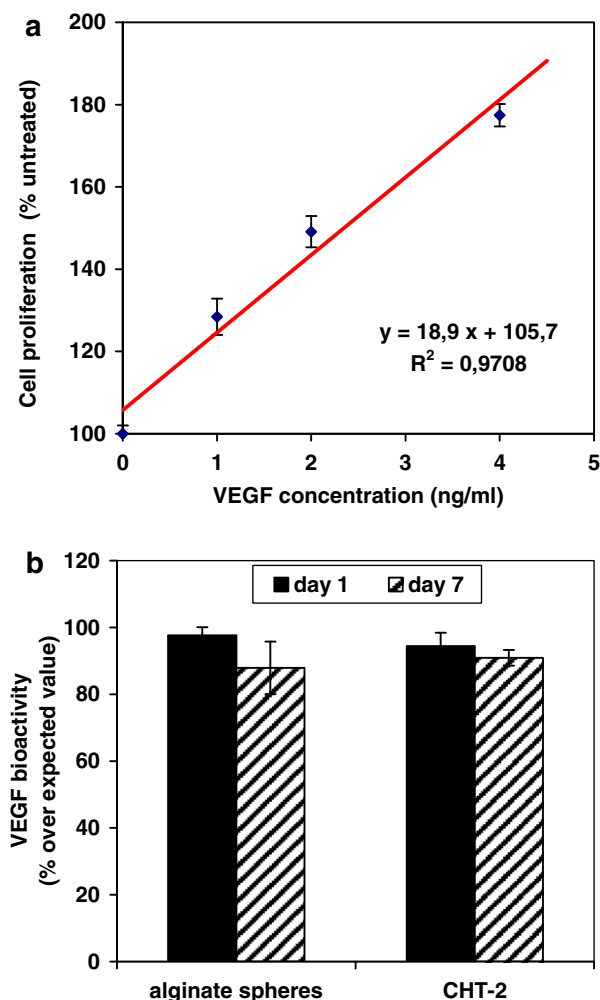 a
Cell proliferation (% untreated)
200
180
160
140
120
100
y = 18,9 x + 105,7
R² = 0,9708
0
1
2
3
4
5
VEGF concentration (ng/ml)
b
VEGF bioactivity
(% over expected value)
120
100
80
60
40
20
0
day 1
day 7
alginate spheres
CHT-2